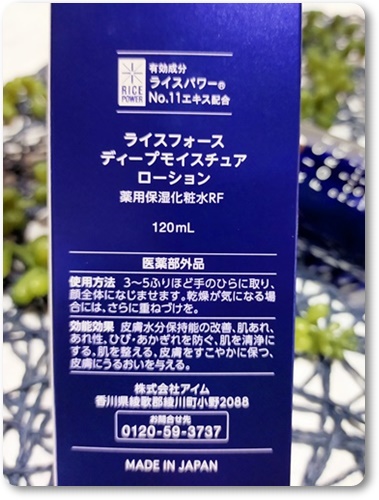 RICE
POWER
有効成分
ライスパワー®
No.11エキス配合
ライスフォース
ディープモイスチュア
ローション
薬用保湿化粧水RF
120mL
医薬部外品
使用方法 3〜5ふりほど手のひらに取り、
顔全体になじませます。乾燥が気になる場
合には、さらに重ねづけを。
効能効果 皮膚水分保持能の改善、肌あれ、
あれ性、ひび・あかぎれを防ぐ、肌を清浄に
する。肌を整える。皮膚をすこやかに保つ。
皮膚にうるおいを与える。
株式会社アイム
香川県綾歌郡綾川町小野2088
お問合せ先
0120-59-3737
MADE IN JAPAN